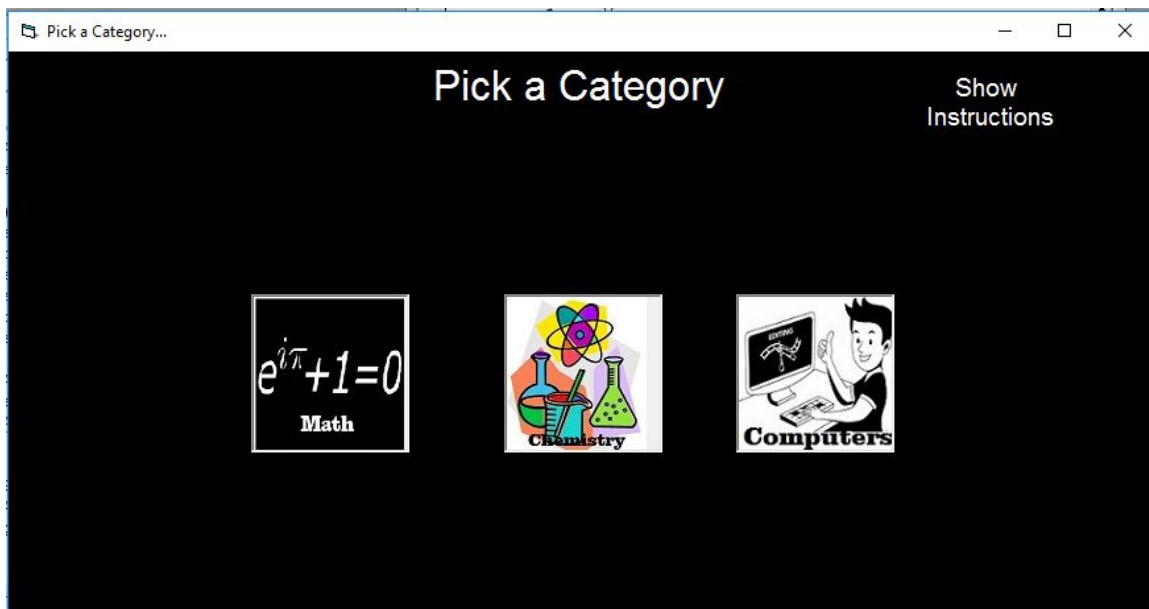 Pick a Category...
Pick a Category
Show
Instructions
e^{iπ}+1=0
Math
Chemistry
EDITING
Computers